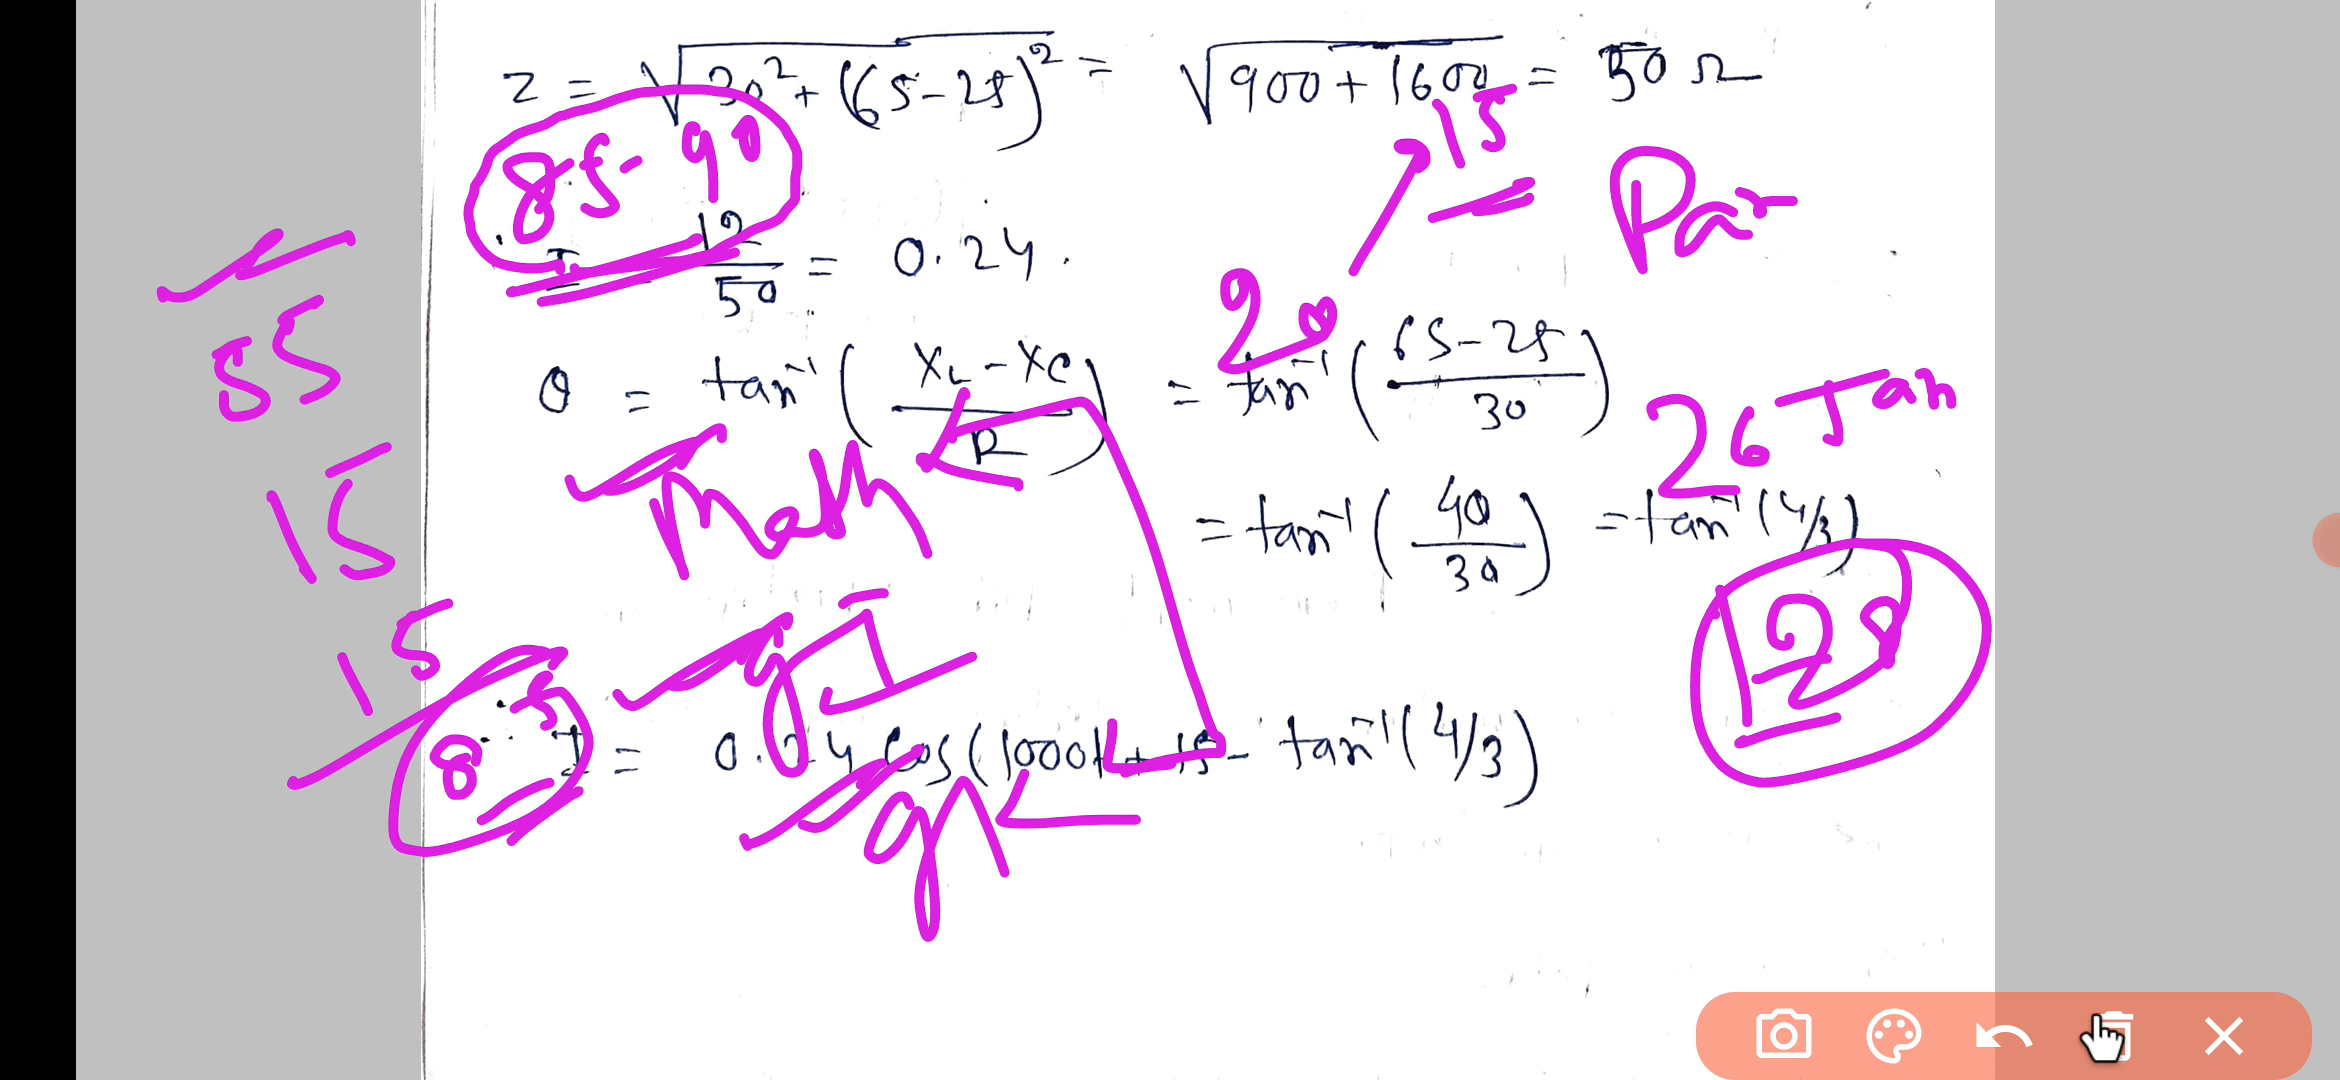 Z = √30² + (65-25)² = √900 + 1600 = 50 Ω
85-90
15
Par
I 12/50 = 0.24.
20
θ = tan⁻¹ ( XL - XC / R ) = tan⁻¹ ( 65-25 / 30 )
26 Jan
55
Math
= tan⁻¹ ( 40 / 30 ) = tan⁻¹ (4/3)
15
128
15
85
I = 0.24 cos(1000t + 15 - tan⁻¹ (4/3)